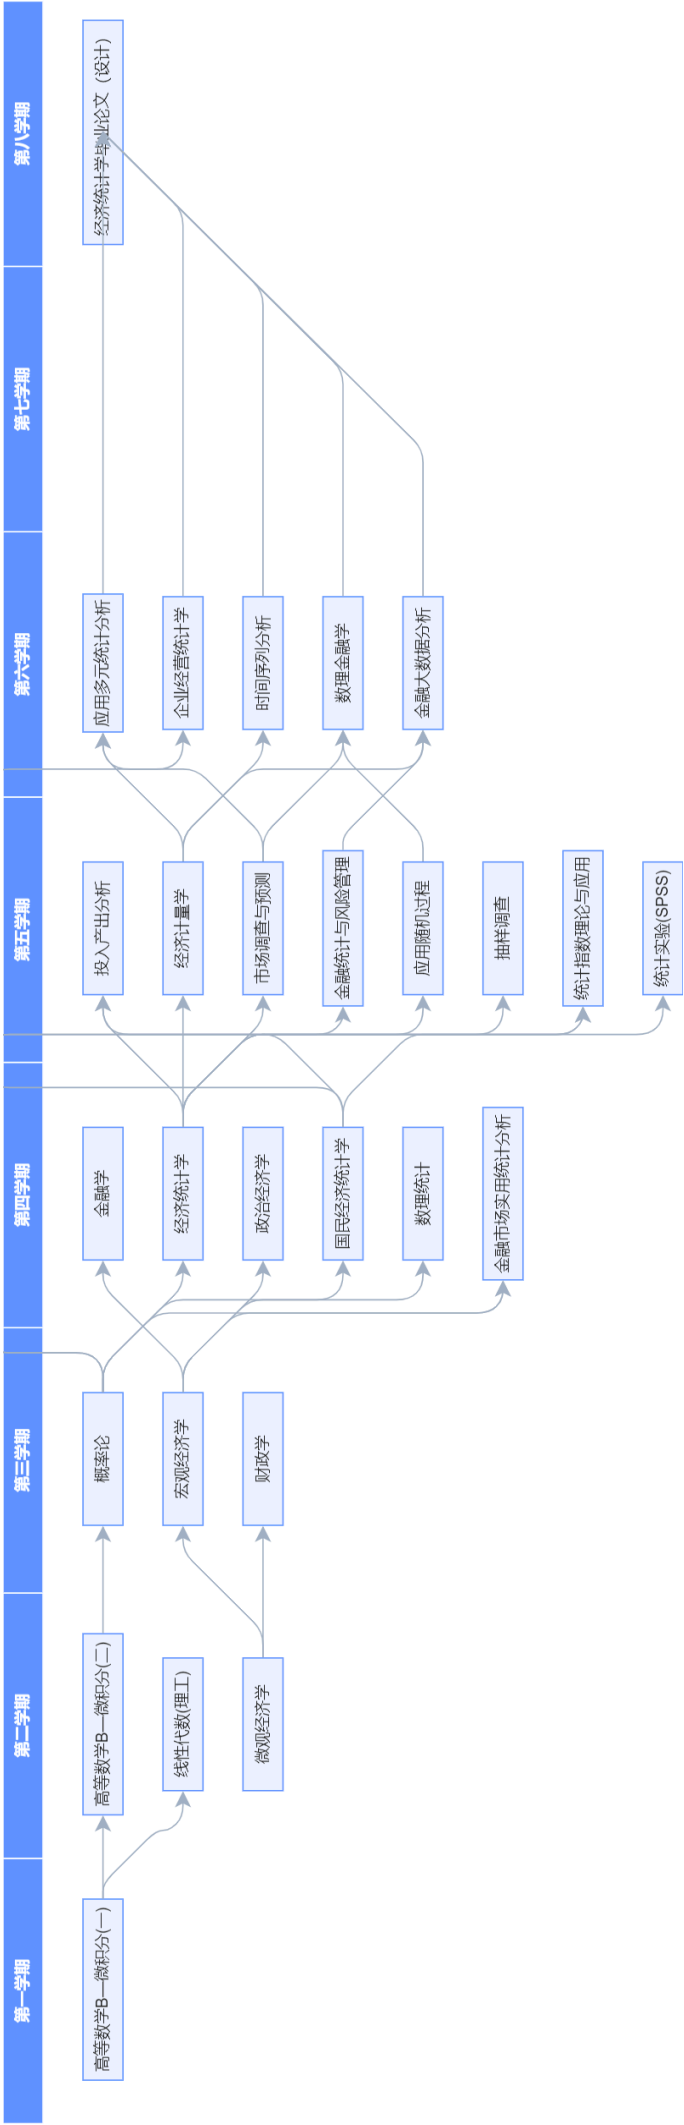 第一学期
高等数学B—微积分(一)
第二学期
高等数学B—微积分(二)
线性代数(理工)
微观经济学
第三学期
概率论
宏观经济学
财政学
第四学期
金融学
经济统计学
政治经济学
国民经济统计学
数理统计
金融市场实用统计分析
第五学期
投入产出分析
经济计量学
市场调查与预测
金融统计与风险管理
应用随机过程
抽样调查
统计指数理论与应用
统计实验(SPSS)
第六学期
应用多元统计分析
企业经营统计学
时间序列分析
数理金融学
金融大数据分析
第七学期
第八学期
经济统计学毕业论文（设计）